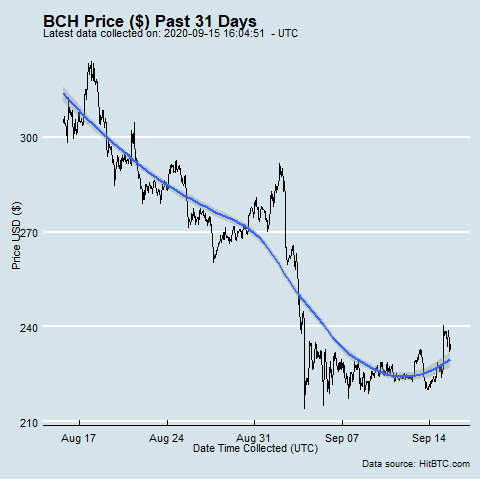 BCH Price ($) Past 31 Days
Latest data collected on: 2020-09-15 16:04:51 - UTC
300
270
240
210
Price USD ($)
Aug 17 Aug 24 Aug 31 Sep 07 Sep 14
Date Time Collected (UTC)
Data source: HitBTC.com